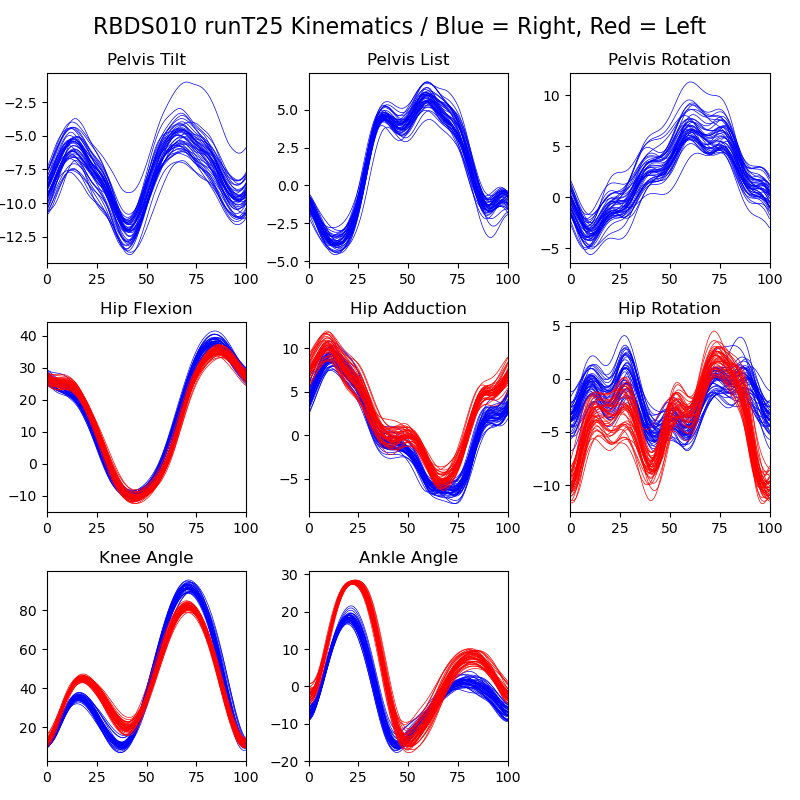 RBDS010 runT25 Kinematics / Blue = Right, Red = Left
Pelvis Tilt
Pelvis List
Pelvis Rotation
−2.5
−5.0
−7.5
−10.0
−12.5
0 25 50 75 100
5.0
2.5
0.0
−2.5
−5.0
0 25 50 75 100
10
5
0
−5
0 25 50 75 100
Hip Flexion
Hip Adduction
Hip Rotation
40
30
20
10
0
−10
0 25 50 75 100
10
5
0
−5
0 25 50 75 100
5
0
−5
−10
0 25 50 75 100
Knee Angle
Ankle Angle
80
60
40
20
0 25 50 75 100
30
20
10
0
−10
−20
0 25 50 75 100